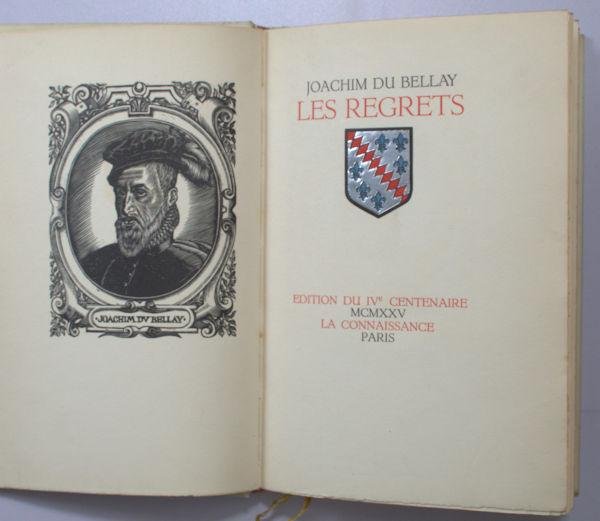 ·JOACHIM DV BELLAY·
JOACHIM DU BELLAY
LES REGRETS
EDITION DU IVe CENTENAIRE
MCMXXV
LA CONNAISSANCE
PARIS